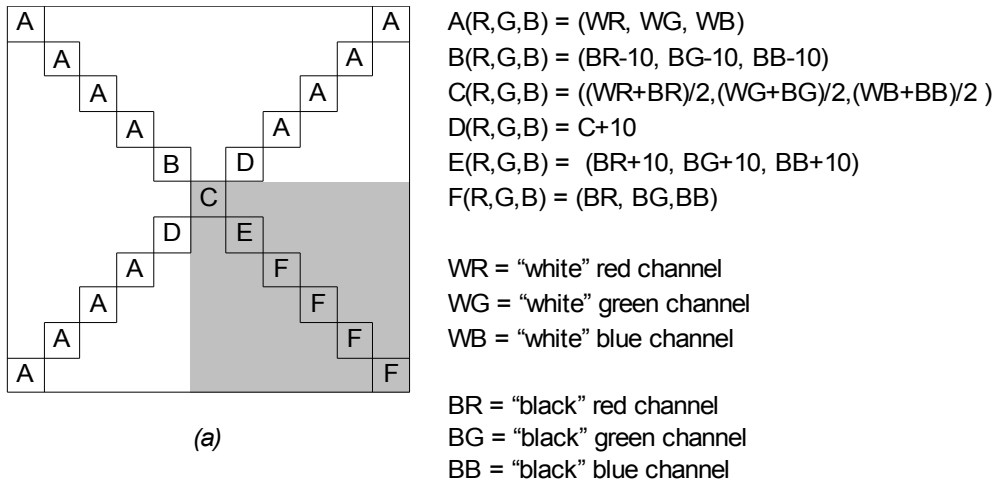 A A
A A
A A
A A
B D
C
D E
A F
A F
A F
A F
(a)
A(R,G,B) = (WR, WG, WB)
B(R,G,B) = (BR-10, BG-10, BB-10)
C(R,G,B) = ((WR+BR)/2,(WG+BG)/2,(WB+BB)/2 )
D(R,G,B) = C+10
E(R,G,B) = (BR+10, BG+10, BB+10)
F(R,G,B) = (BR, BG,BB)
WR = “white” red channel
WG = “white” green channel
WB = “white” blue channel
BR = “black” red channel
BG = “black” green channel
BB = “black” blue channel